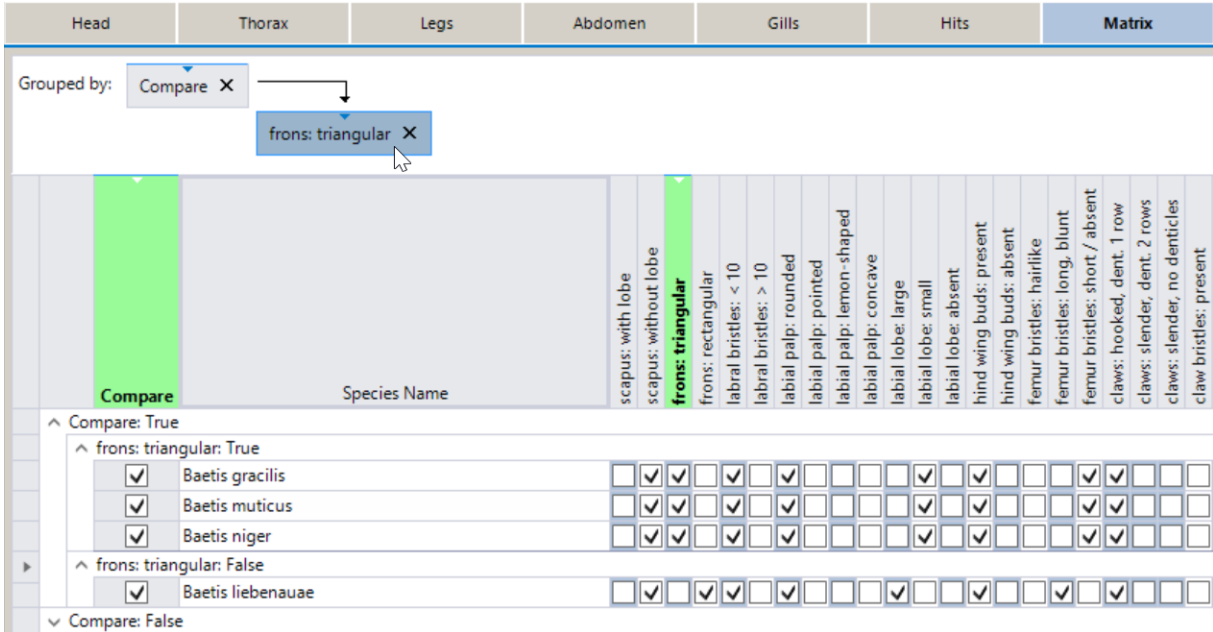 Head Thorax Legs Abdomen Gills Hits Matrix
Grouped by: Compare
frons: triangular
Compare
Species Name
scapus: with lobe
scapus: without lobe
frons: triangular
frons: rectangular
labral bristles: < 10
labral bristles: > 10
labial palp: rounded
labial palp: pointed
labial palp: lemon-shaped
labial palp: concave
labial lobe: large
labial lobe: small
labial lobe: absent
hind wing buds: present
hind wing buds: absent
femur bristles: hairlike
femur bristles: long, blunt
femur bristles: short / absent
claws: hooked, dent. 1 row
claws: slender, dent. 2 rows
claws: slender, no denticles
claw bristles: present
Compare: True
frons: triangular: True
Baetis gracilis
Baetis muticus
Baetis niger
frons: triangular: False
Baetis liebenauae
Compare: False